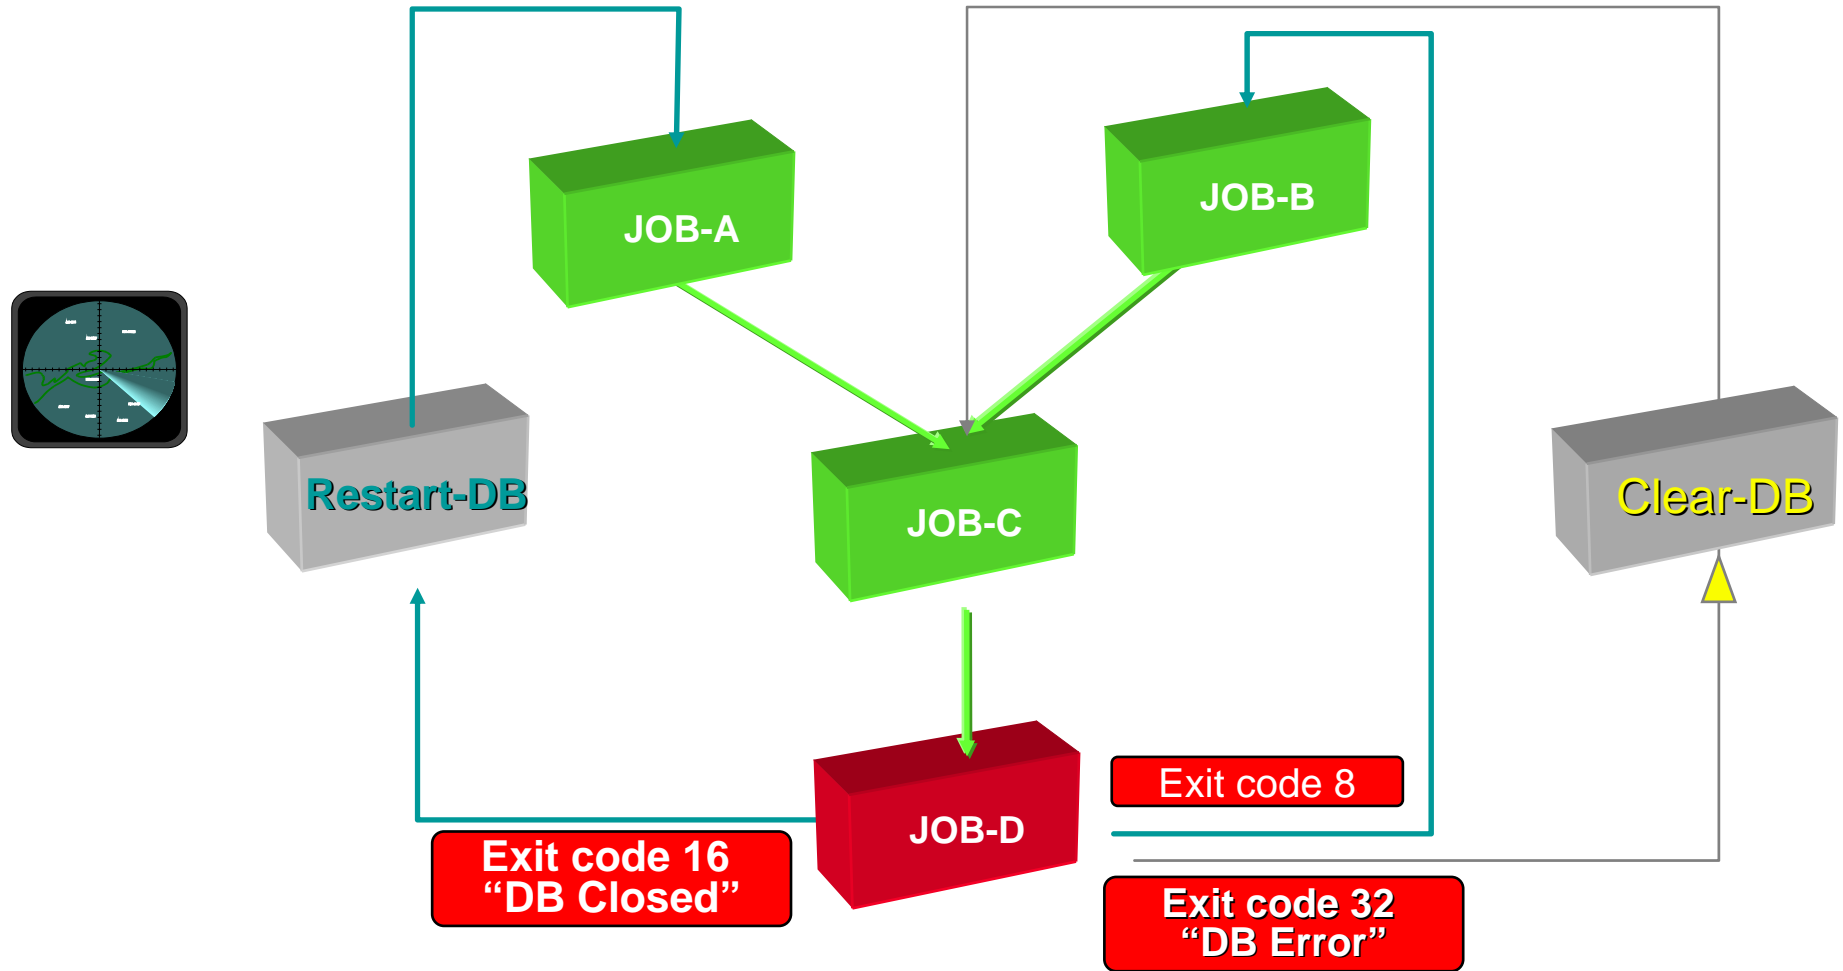 JOB-B
JOB-A
Restart-DB
Clear-DB
JOB-C
Exit code 8
JOB-D
Exit code 16
“DB Closed”
Exit code 32
“DB Error”